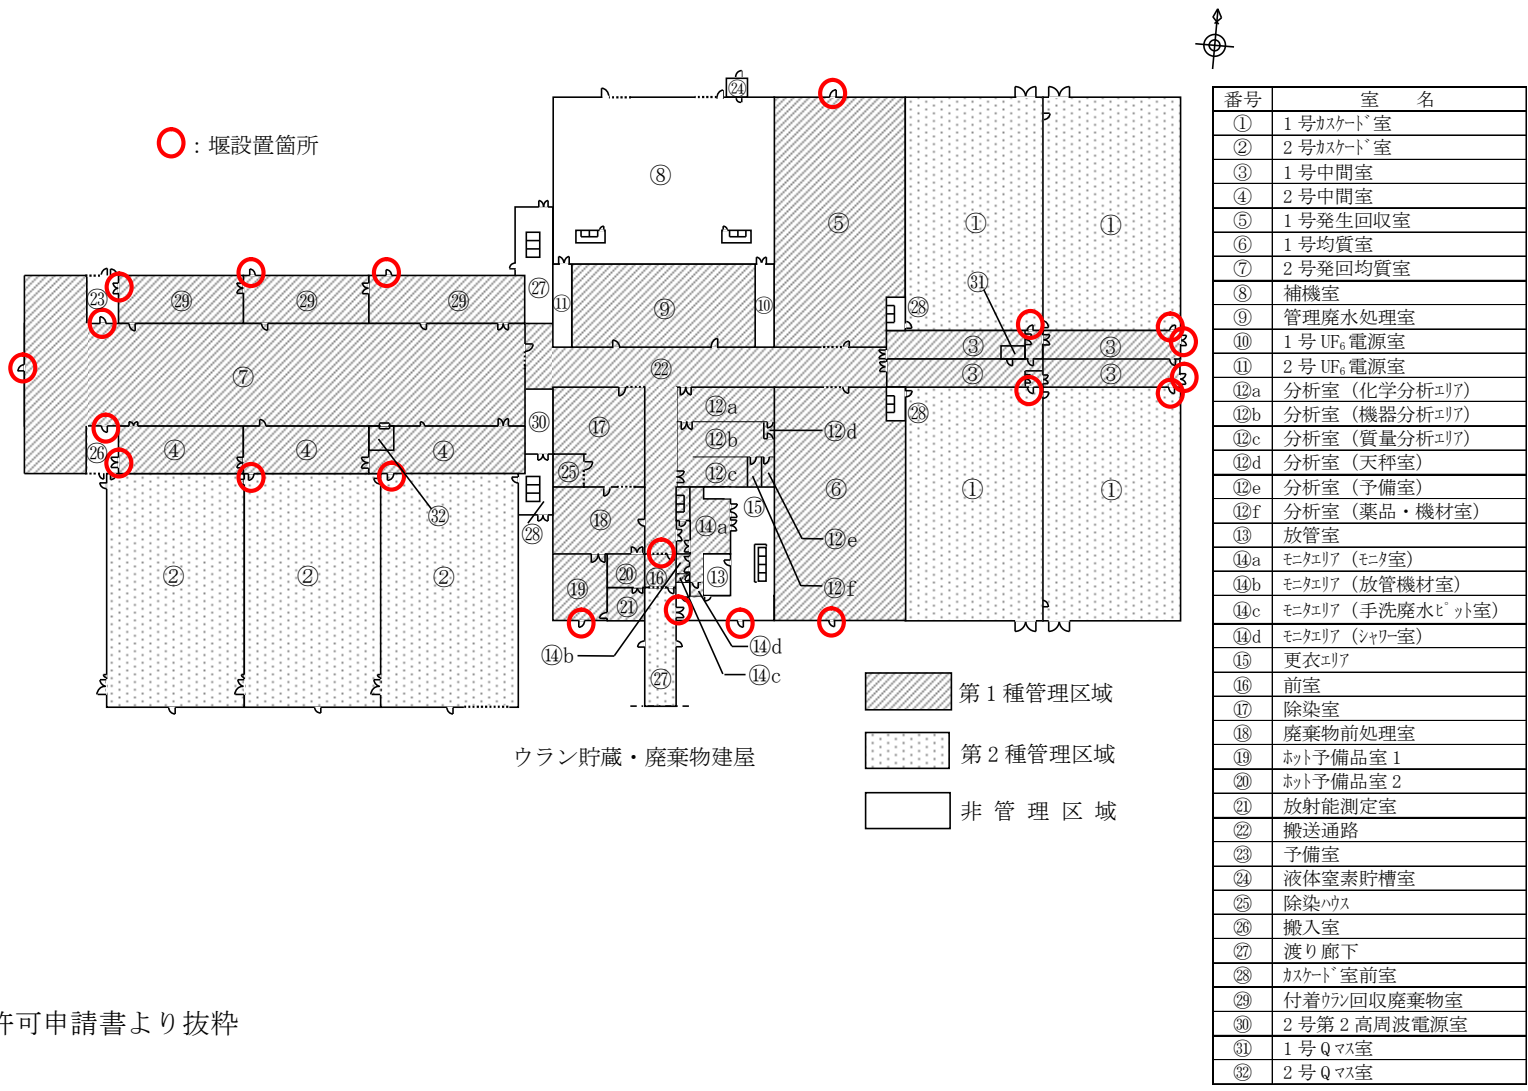 ：堰設置箇所
㉔
⑧
⑤
①
①
㉗
⑪
⑨
⑩
㉘
㉛
㉓
㉙
㉙
㉙
③
③
③
③
⑦
㉒
⑫a
⑫b
⑫c
⑫d
⑫e
⑫f
㉘
㉚
⑰
㉖
④
④
④
㉕
⑥
①
①
㉜
㉘
⑱
⑭a
⑮
②
②
②
⑲
⑳
⑯
⑬
㉑
⑭b
⑭d
⑭c
㉗
第１種管理区域
第２種管理区域
非管理区域
ウラン貯蔵・廃棄物建屋
許可申請書より抜粋
番号 室　名
① 1号ｶｽｹｰﾄﾞ室
② 2号ｶｽｹｰﾄﾞ室
③ 1号中間室
④ 2号中間室
⑤ 1号発生回収室
⑥ 1号均質室
⑦ 2号発回均質室
⑧ 補機室
⑨ 管理廃水処理室
⑩ 1号UF₆電源室
⑪ 2号UF₆電源室
⑫a 分析室（化学分析ｴﾘｱ）
⑫b 分析室（機器分析ｴﾘｱ）
⑫c 分析室（質量分析ｴﾘｱ）
⑫d 分析室（天秤室）
⑫e 分析室（予備室）
⑫f 分析室（薬品・機材室）
⑬ 放管室
⑭a ﾓﾆﾀｴﾘｱ（ﾓﾆﾀ室）
⑭b ﾓﾆﾀｴﾘｱ（放管機材室）
⑭c ﾓﾆﾀｴﾘｱ（手洗廃水ﾋﾟｯﾄ室）
⑭d ﾓﾆﾀｴﾘｱ（ｼｬﾜｰ室）
⑮ 更衣ｴﾘｱ
⑯ 前室
⑰ 除染室
⑱ 廃棄物前処理室
⑲ ﾎｯﾄ予備品室1
⑳ ﾎｯﾄ予備品室2
㉑ 放射能測定室
㉒ 搬送通路
㉓ 予備室
㉔ 液体窒素貯槽室
㉕ 除染ﾊｳｽ
㉖ 搬入室
㉗ 渡り廊下
㉘ ｶｽｹｰﾄﾞ室前室
㉙ 付着ｳﾗﾝ回収廃棄物室
㉚ 2号第2高周波電源室
㉛ 1号Qﾏｽ室
㉜ 2号Qﾏｽ室